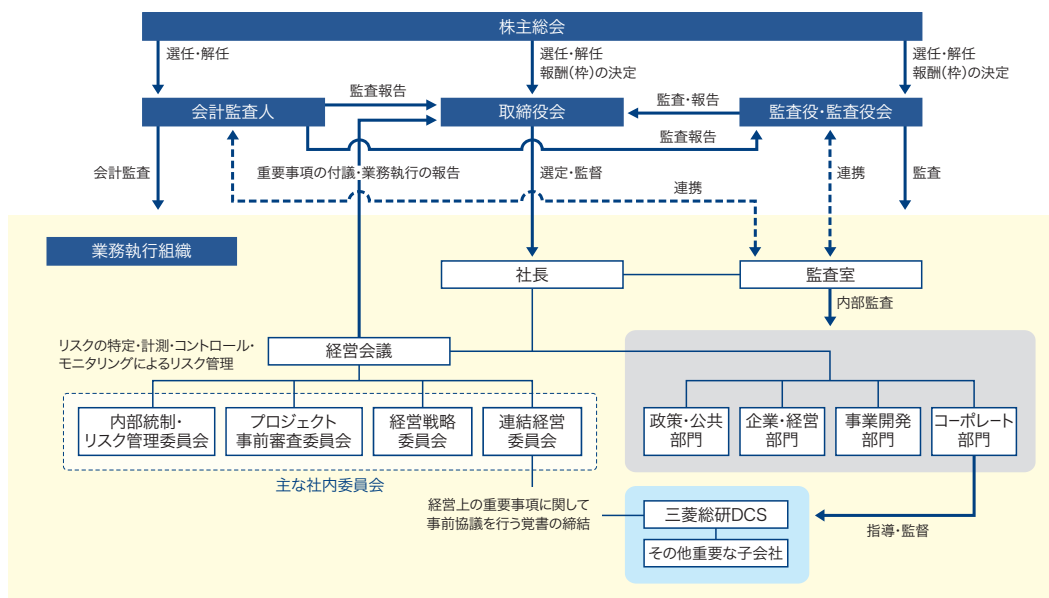 株主総会
選任・解任
選任・解任
報酬(枠)の決定
選任・解任
報酬(枠)の決定
会計監査人
監査報告
取締役会
監査・報告
監査役・監査役会
監査報告
会計監査
重要事項の付議・業務執行の報告
選定・監督
連携
連携
監査
業務執行組織
社長
監査室
内部監査
リスクの特定・計測・コントロール・
モニタリングによるリスク管理
経営会議
内部統制・
リスク管理委員会
プロジェクト
事前審査委員会
経営戦略
委員会
連結経営
委員会
政策・公共
部門
企業・経営
部門
事業開発
部門
コーポレート
部門
主な社内委員会
経営上の重要事項に関して
事前協議を行う覚書の締結
三菱総研DCS
その他重要な子会社
指導・監督